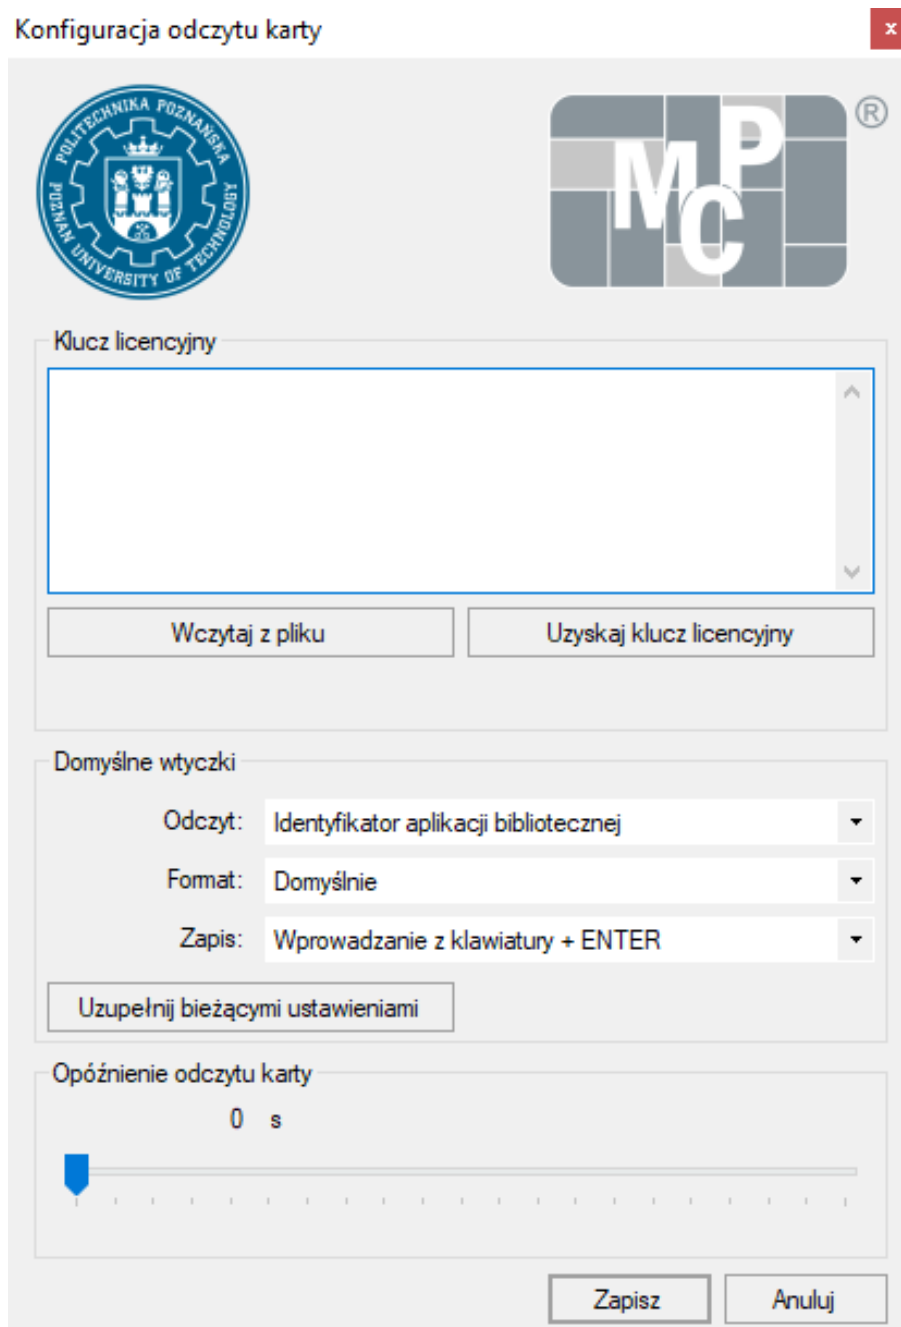 Konfiguracja odczytu karty
x
POLITECHNIKA POZNAŃSKA
POZNAN UNIVERSITY OF TECHNOLOGY
MCP
®
Klucz licencyjny
Wczytaj z pliku
Uzyskaj klucz licencyjny
Domyślne wtyczki
Odczyt: Identyfikator aplikacji bibliotecznej
Format: Domyślnie
Zapis: Wprowadzanie z klawiatury + ENTER
Uzupełnij bieżącymi ustawieniami
Opóźnienie odczytu karty
0 s
Zapisz
Anuluj